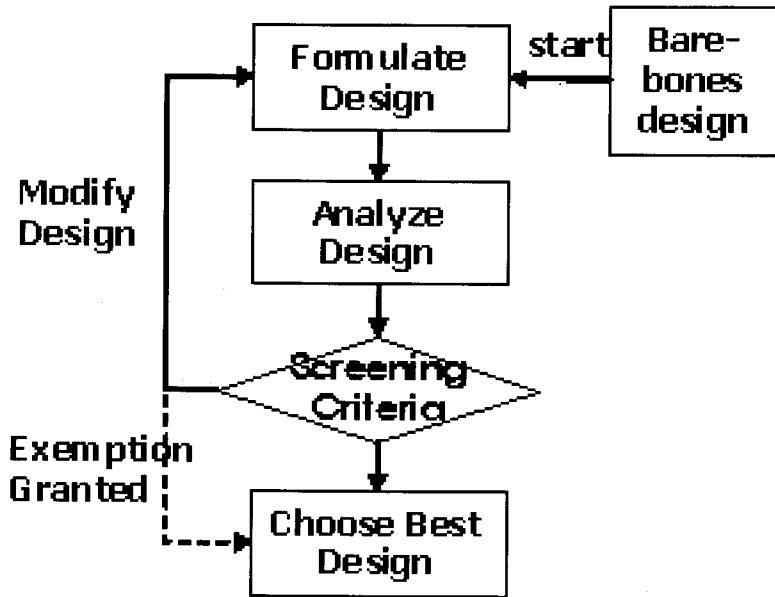 Formulate
Design
start
Bare-
bones
design
Modify
Design
Analyze
Design
Screening
Criteria
Exemption
Granted
Choose Best
Design